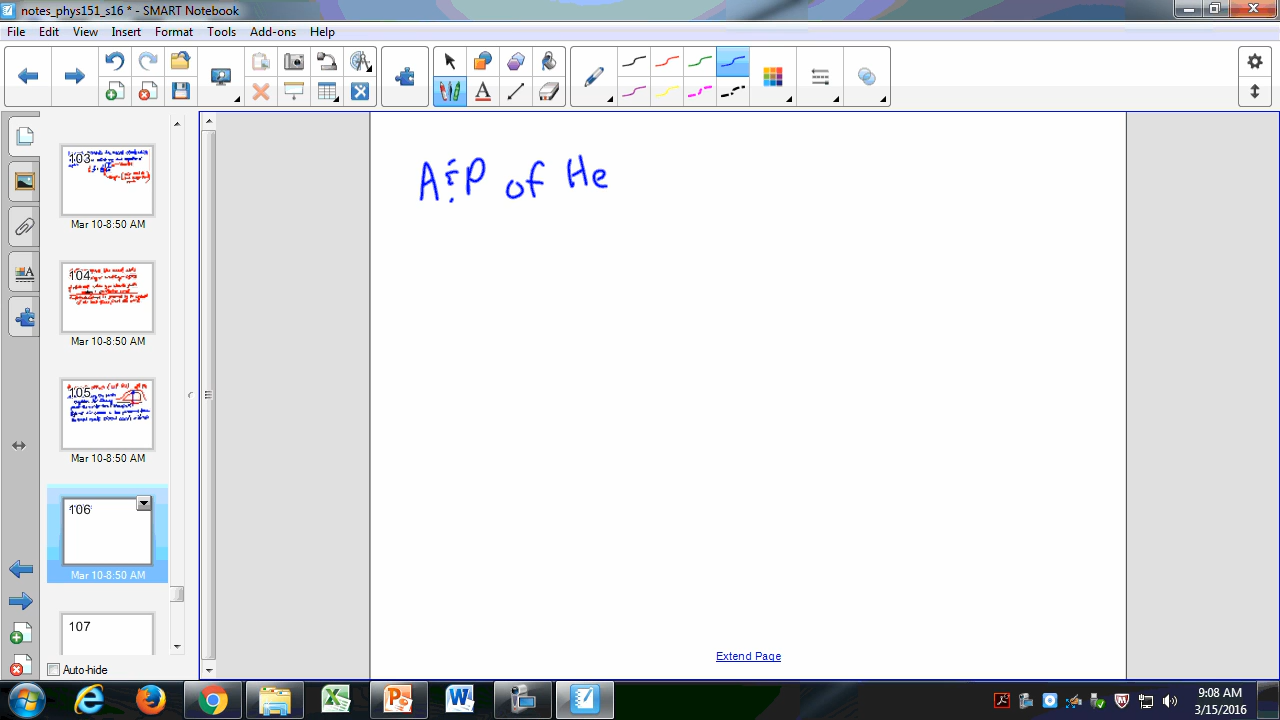 notes_phys151_s16 * - SMART Notebook
File Edit View Insert Format Tools Add-ons Help
A & P of He
103
Mar 10-8:50 AM
104
Mar 10-8:50 AM
105
Mar 10-8:50 AM
106
Mar 10-8:50 AM
107
Auto-hide
Extend Page
9:08 AM
3/15/2016